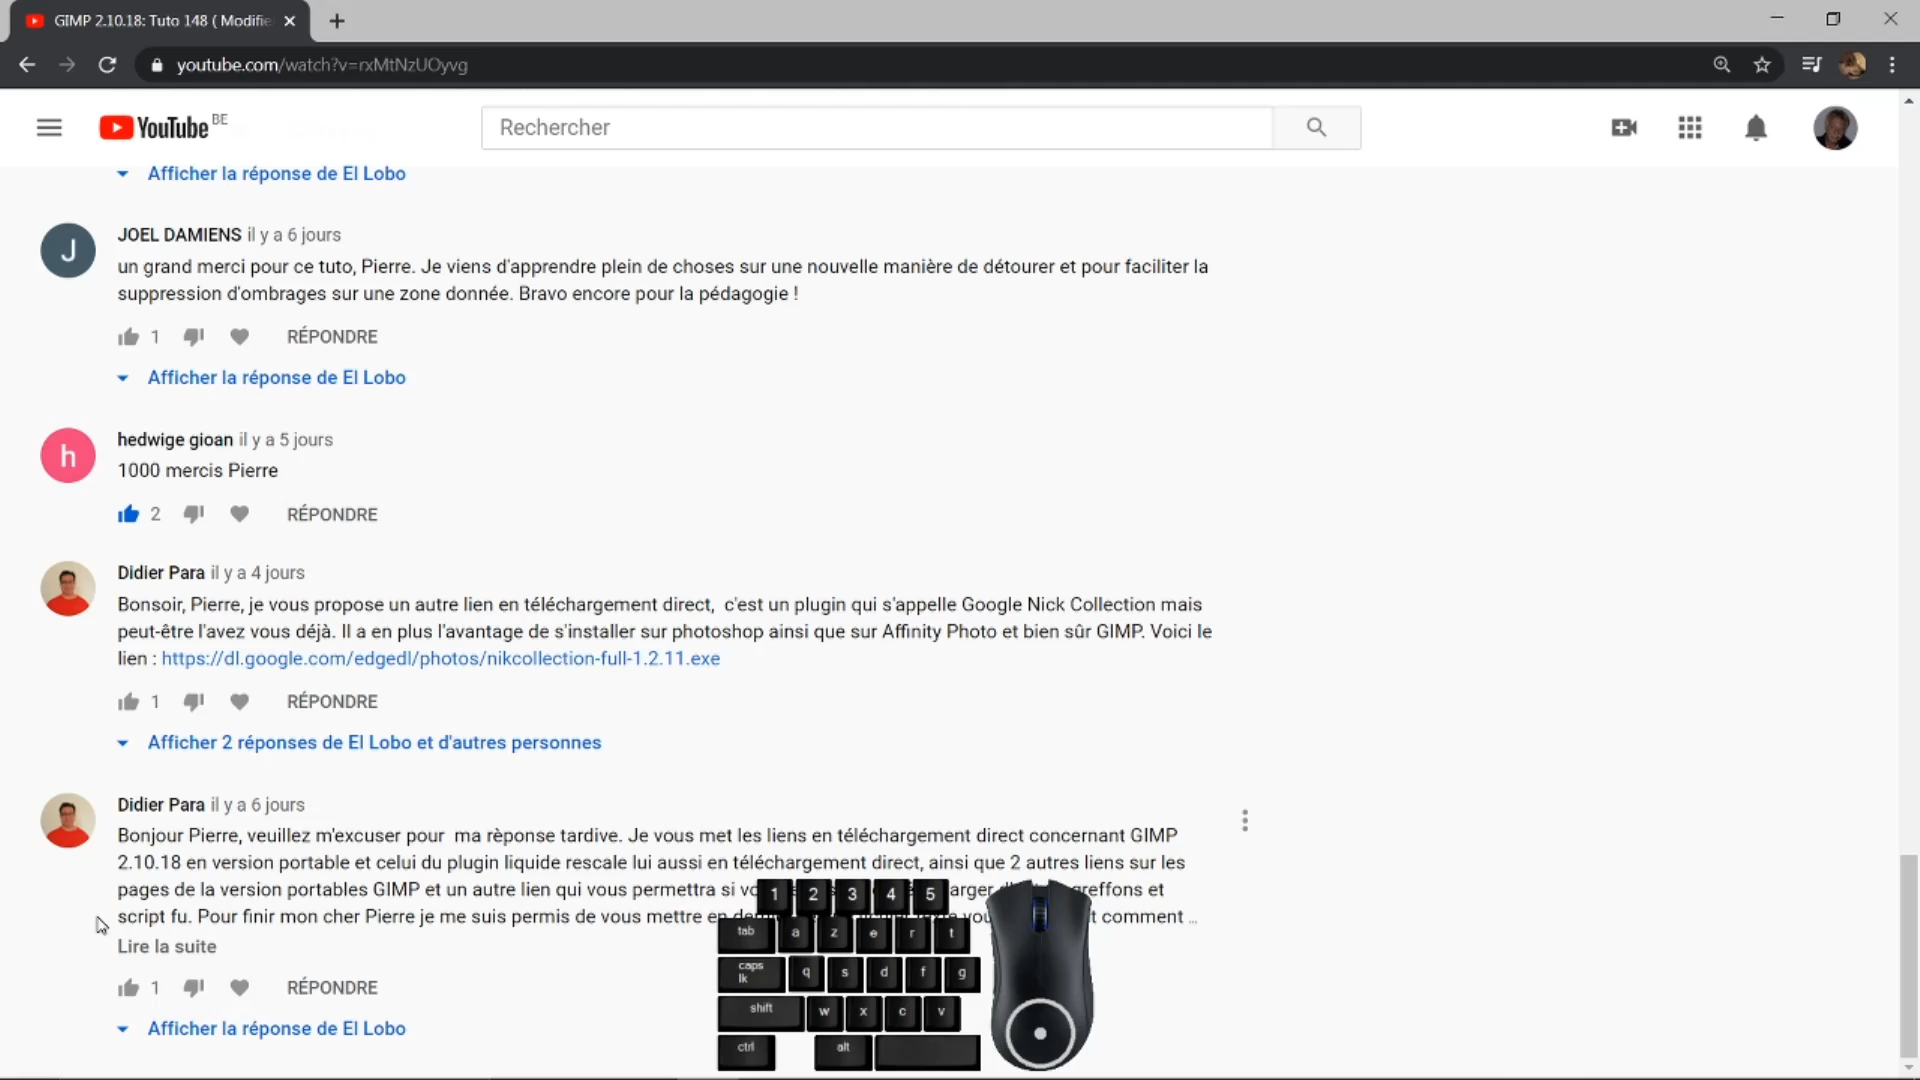 GIMP 2.10.18: Tuto 148 ( Modifie
youtube.com/watch?v=rxMtNzUOyvg
YouTube BE
Rechercher
Afficher la réponse de El Lobo
J
JOEL DAMIENS il y a 6 jours
un grand merci pour ce tuto, Pierre. Je viens d'apprendre plein de choses sur une nouvelle manière de détourer et pour faciliter la
suppression d'ombrages sur une zone donnée. Bravo encore pour la pédagogie !
1 RÉPONDRE
Afficher la réponse de El Lobo
h
hedwige gioan il y a 5 jours
1000 mercis Pierre
2 RÉPONDRE
Didier Para il y a 4 jours
Bonsoir, Pierre, je vous propose un autre lien en téléchargement direct, c'est un plugin qui s'appelle Google Nick Collection mais
peut-être l'avez vous déjà. Il a en plus l'avantage de s'installer sur photoshop ainsi que sur Affinity Photo et bien sûr GIMP. Voici le
lien : https://dl.google.com/edgedl/photos/nikcollection-full-1.2.11.exe
1 RÉPONDRE
Afficher 2 réponses de El Lobo et d'autres personnes
Didier Para il y a 6 jours
Bonjour Pierre, veuillez m'excuser pour ma rèponse tardive. Je vous met les liens en téléchargement direct concernant GIMP
2.10.18 en version portable et celui du plugin liquide rescale lui aussi en téléchargement direct, ainsi que 2 autres liens sur les
pages de la version portables GIMP et un autre lien qui vous permettra si greffons et
script fu. Pour finir mon cher Pierre je me suis permis de vous mettre en comment ...
Lire la suite
1 RÉPONDRE
Afficher la réponse de El Lobo
1 2 3 4 5
tab a z e r t
caps lk q s d f g
shift w x c v
ctrl alt